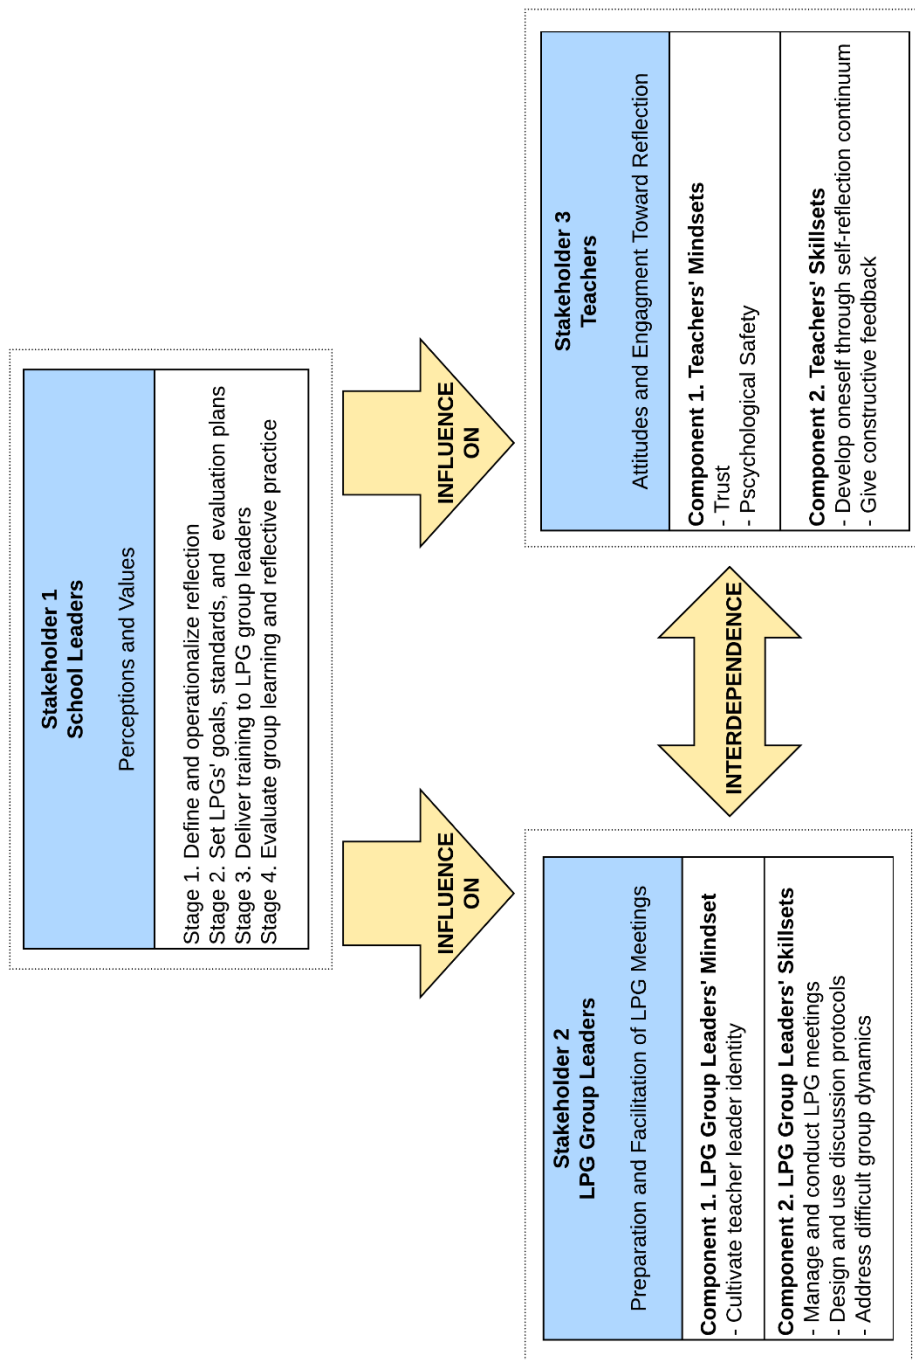 Stakeholder 1
School Leaders
Perceptions and Values
Stage 1. Define and operationalize reflection
Stage 2. Set LPGs' goals, standards, and evaluation plans
Stage 3. Deliver training to LPG group leaders
Stage 4. Evaluate group learning and reflective practice
INFLUENCE
ON
INFLUENCE
ON
Stakeholder 2
LPG Group Leaders
Preparation and Facilitation of LPG Meetings
Component 1. LPG Group Leaders' Mindset
- Cultivate teacher leader identity
Component 2. LPG Group Leaders' Skillsets
- Manage and conduct LPG meetings
- Design and use discussion protocols
- Address difficult group dynamics
INTERDEPENDENCE
Stakeholder 3
Teachers
Attitudes and Engagment Toward Reflection
Component 1. Teachers' Mindsets
- Trust
- Pscychological Safety
Component 2. Teachers' Skillsets
- Develop oneself through self-reflection continuum
- Give constructive feedback